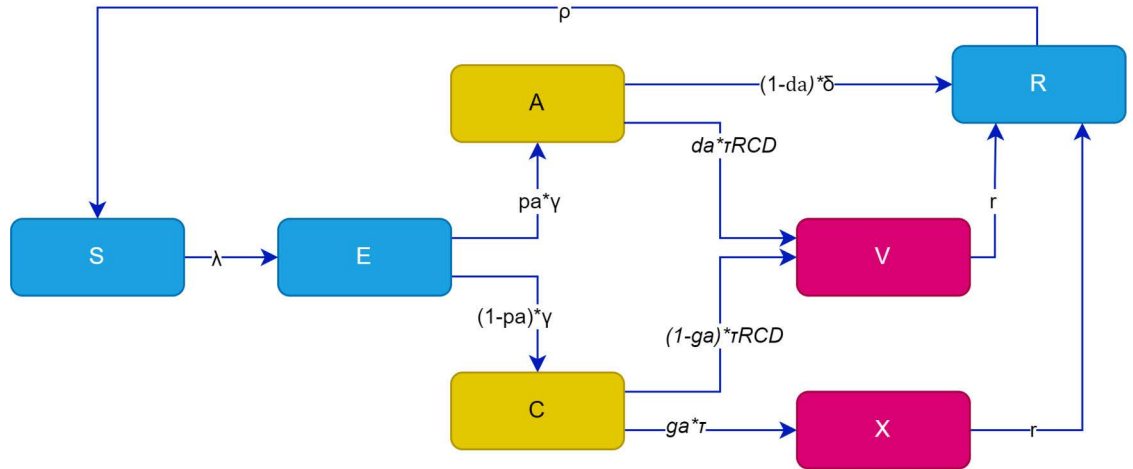 ρ
A
(1-da)*δ
R
da*τRCD
pa*γ
r
S
λ
E
V
(1-pa)*γ
(1-ga)*τRCD
C
ga*τ
X
r